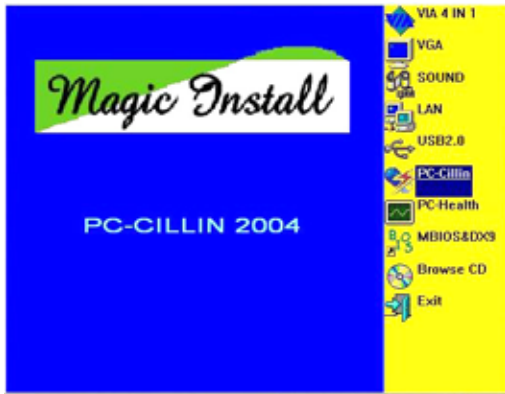 Magic Install
PC-CILLIN 2004
VIA 4 IN 1
VGA
SOUND
LAN
USB2.0
PC-Cillin
PC-Health
MBIOS&DX9
Browse CD
Exit